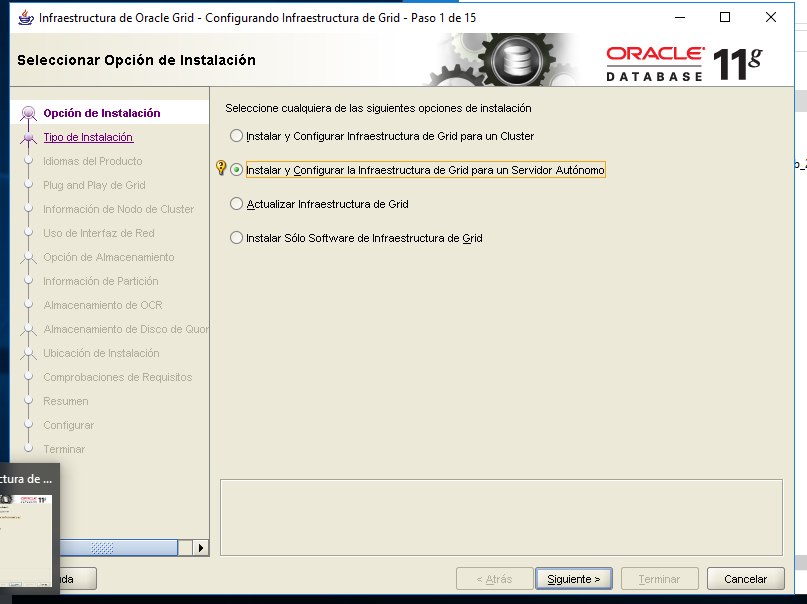 Infraestructura de Oracle Grid - Configurando Infraestructura de Grid - Paso 1 de 15
Seleccionar Opción de Instalación
ORACLE
DATABASE 11g
Opción de Instalación
Tipo de Instalación
Idiomas del Producto
Plug and Play de Grid
Información de Nodo de Cluster
Uso de Interfaz de Red
Opción de Almacenamiento
Información de Partición
Almacenamiento de OCR
Almacenamiento de Disco de Quor
Ubicación de Instalación
Comprobaciones de Requisitos
Resumen
Configurar
Terminar
Seleccione cualquiera de las siguientes opciones de instalación
Instalar y Configurar Infraestructura de Grid para un Cluster
Instalar y Configurar la Infraestructura de Grid para un Servidor Autónomo
Actualizar Infraestructura de Grid
Instalar Sólo Software de Infraestructura de Grid
ctura de ...
uda
< Atrás
Siguiente >
Terminar
Cancelar